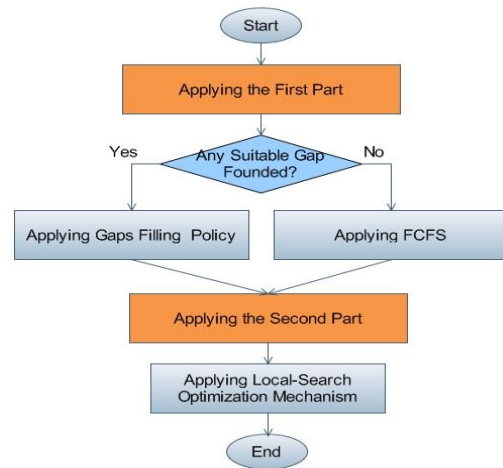 Start
Applying the First Part
Yes
Any Suitable Gap
Founded?
No
Applying Gaps Filling Policy
Applying FCFS
Applying the Second Part
Applying Local-Search
Optimization Mechanism
End